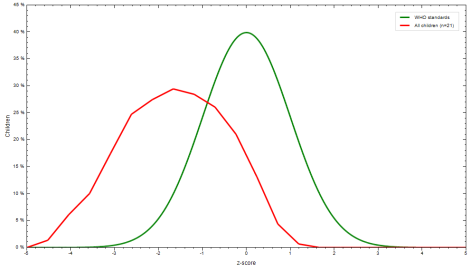 45 %
40 %
35 %
30 %
25 %
20 %
15 %
10 %
5 %
0 %
Children
WHO standards
All children (n=21)
-5 -4 -3 -2 -1 0 1 2 3 4 5
z-score